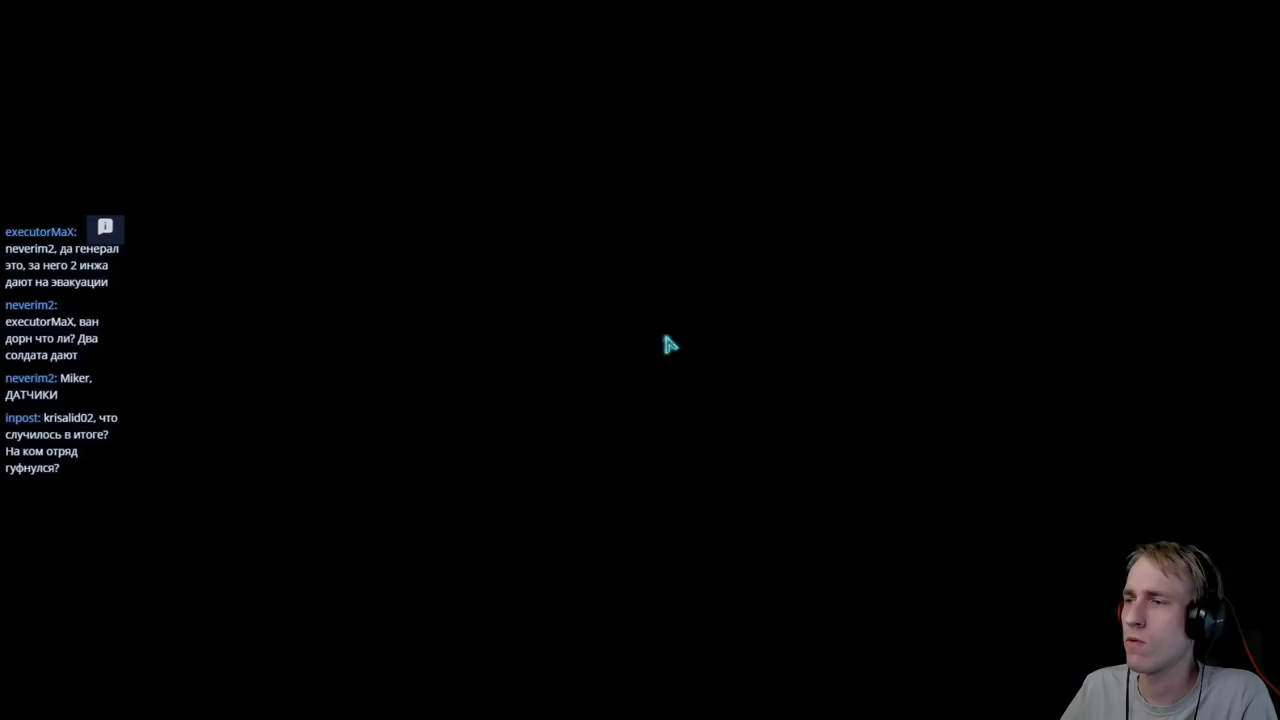 executorMaX:
neverim2, да генерал
это, за него 2 инжа
дают на эвакуации
neverim2:
executorMaX, ван
дорн что ли? Два
солдата дают
neverim2: Miker,
ДАТЧИКИ
inpost: krisalid02, что
случилось в итоге?
На ком отряд
гуфнулся?